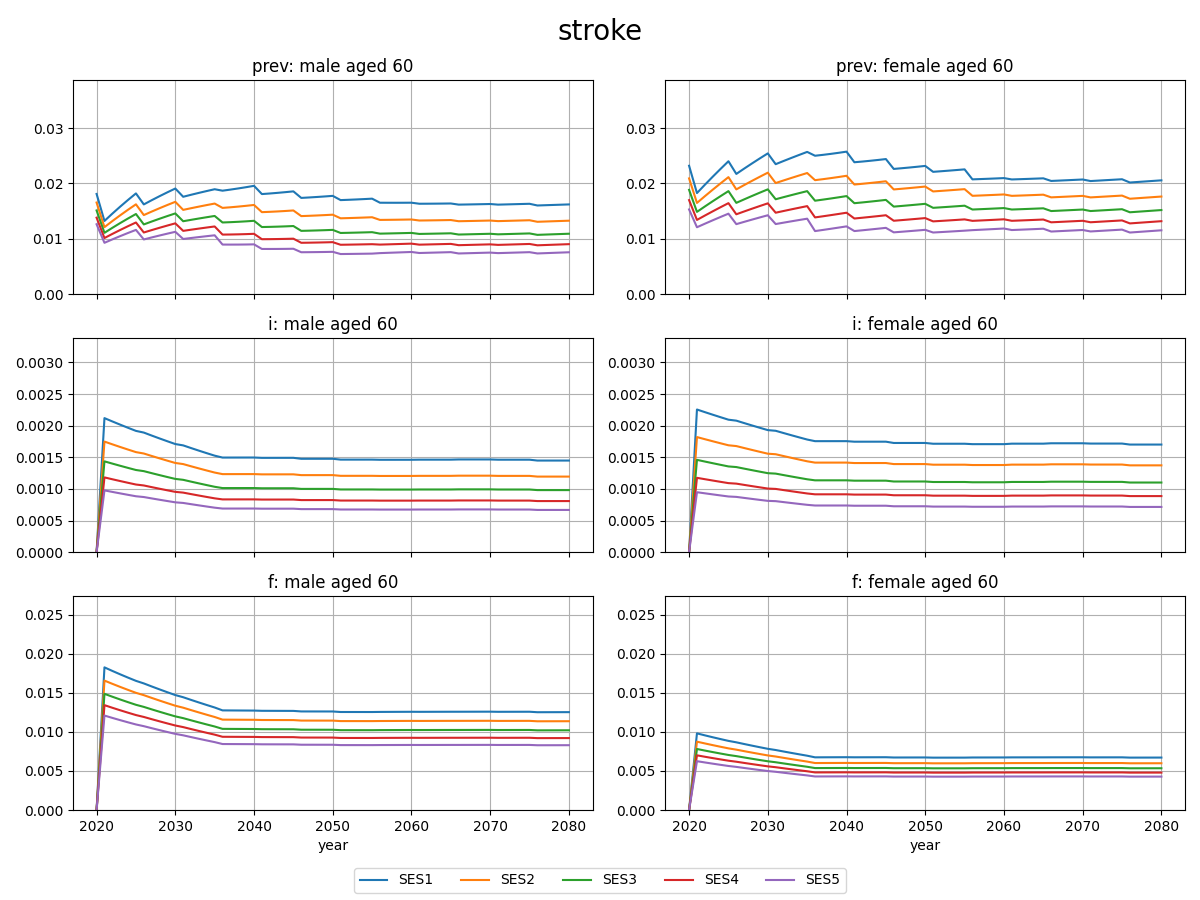 stroke
prev: male aged 60
prev: female aged 60
0.03
0.02
0.01
0.00
0.03
0.02
0.01
0.00
i: male aged 60
i: female aged 60
0.0030
0.0025
0.0020
0.0015
0.0010
0.0005
0.0000
0.0030
0.0025
0.0020
0.0015
0.0010
0.0005
0.0000
f: male aged 60
f: female aged 60
0.025
0.020
0.015
0.010
0.005
0.000
0.025
0.020
0.015
0.010
0.005
0.000
2020 2030 2040 2050 2060 2070 2080
2020 2030 2040 2050 2060 2070 2080
year
year
SES1 SES2 SES3 SES4 SES5